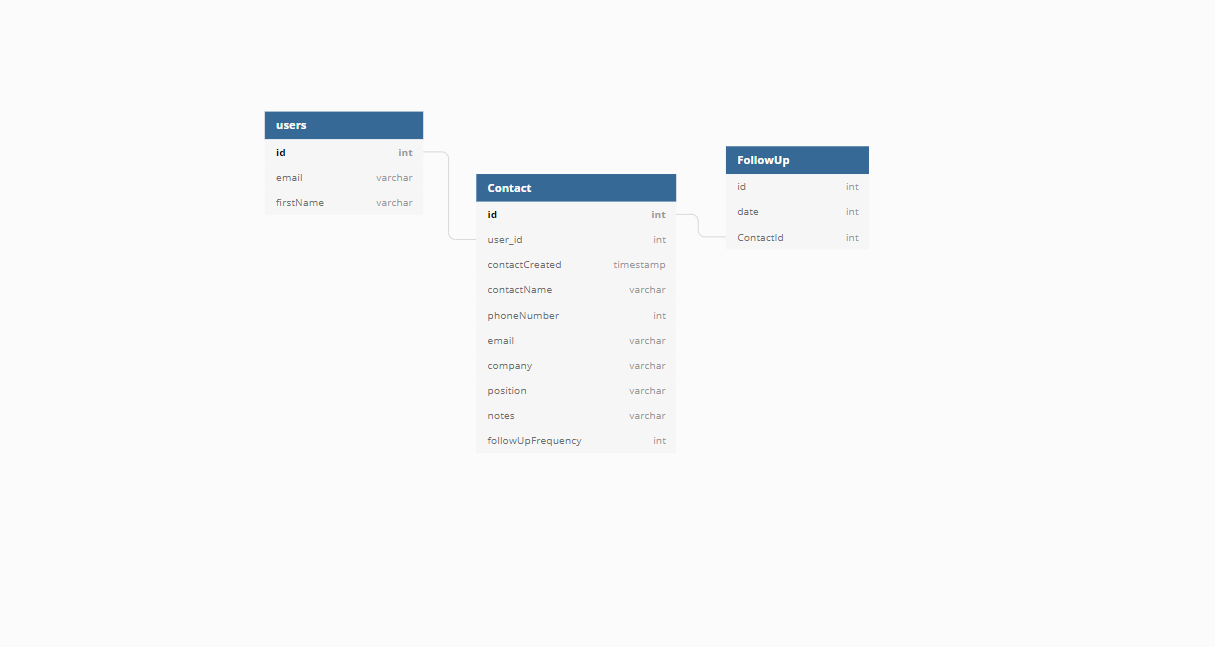 users
id int
email varchar
firstName varchar
Contact
id int
user_id int
contactCreated timestamp
contactName varchar
phoneNumber int
email varchar
company varchar
position varchar
notes varchar
followUpFrequency int
FollowUp
id int
date int
ContactId int